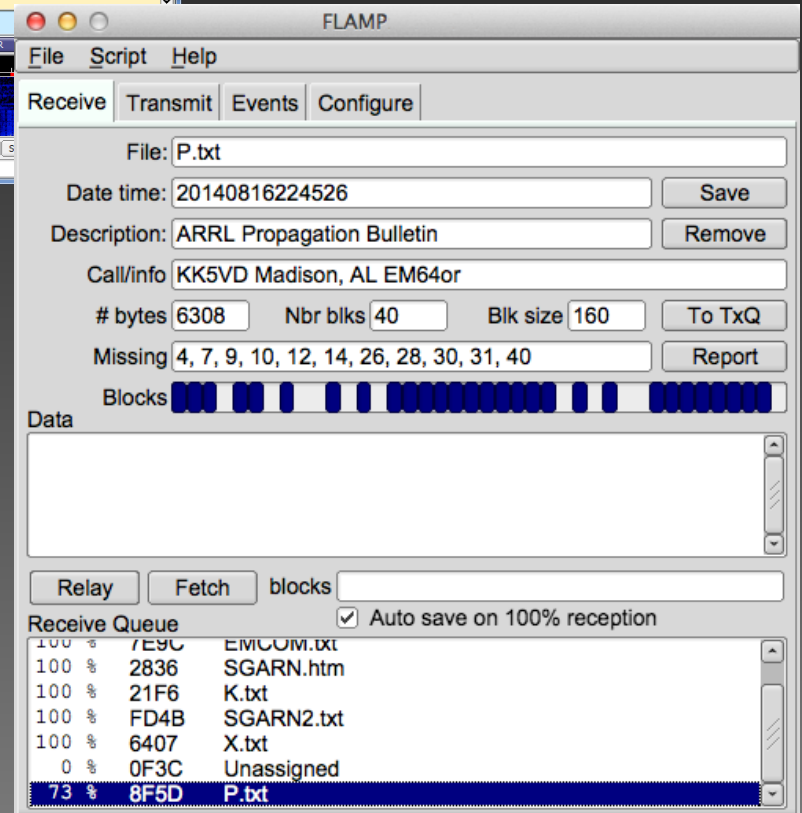 FLAMP
File Script Help
Receive Transmit Events Configure
File: P.txt
Date time: 20140816224526 Save
Description: ARRL Propagation Bulletin Remove
Call/info KK5VD Madison, AL EM64or
# bytes 6308 Nbr blks 40 Blk size 160 To TxQ
Missing 4, 7, 9, 10, 12, 14, 26, 28, 30, 31, 40 Report
Blocks
Data
Relay Fetch blocks
Auto save on 100% reception
Receive Queue
100 % 7E9C EMCOM.txt
100 % 2836 SGARN.htm
100 % 21F6 K.txt
100 % FD4B SGARN2.txt
100 % 6407 X.txt
0 % 0F3C Unassigned
73 % 8F5D P.txt